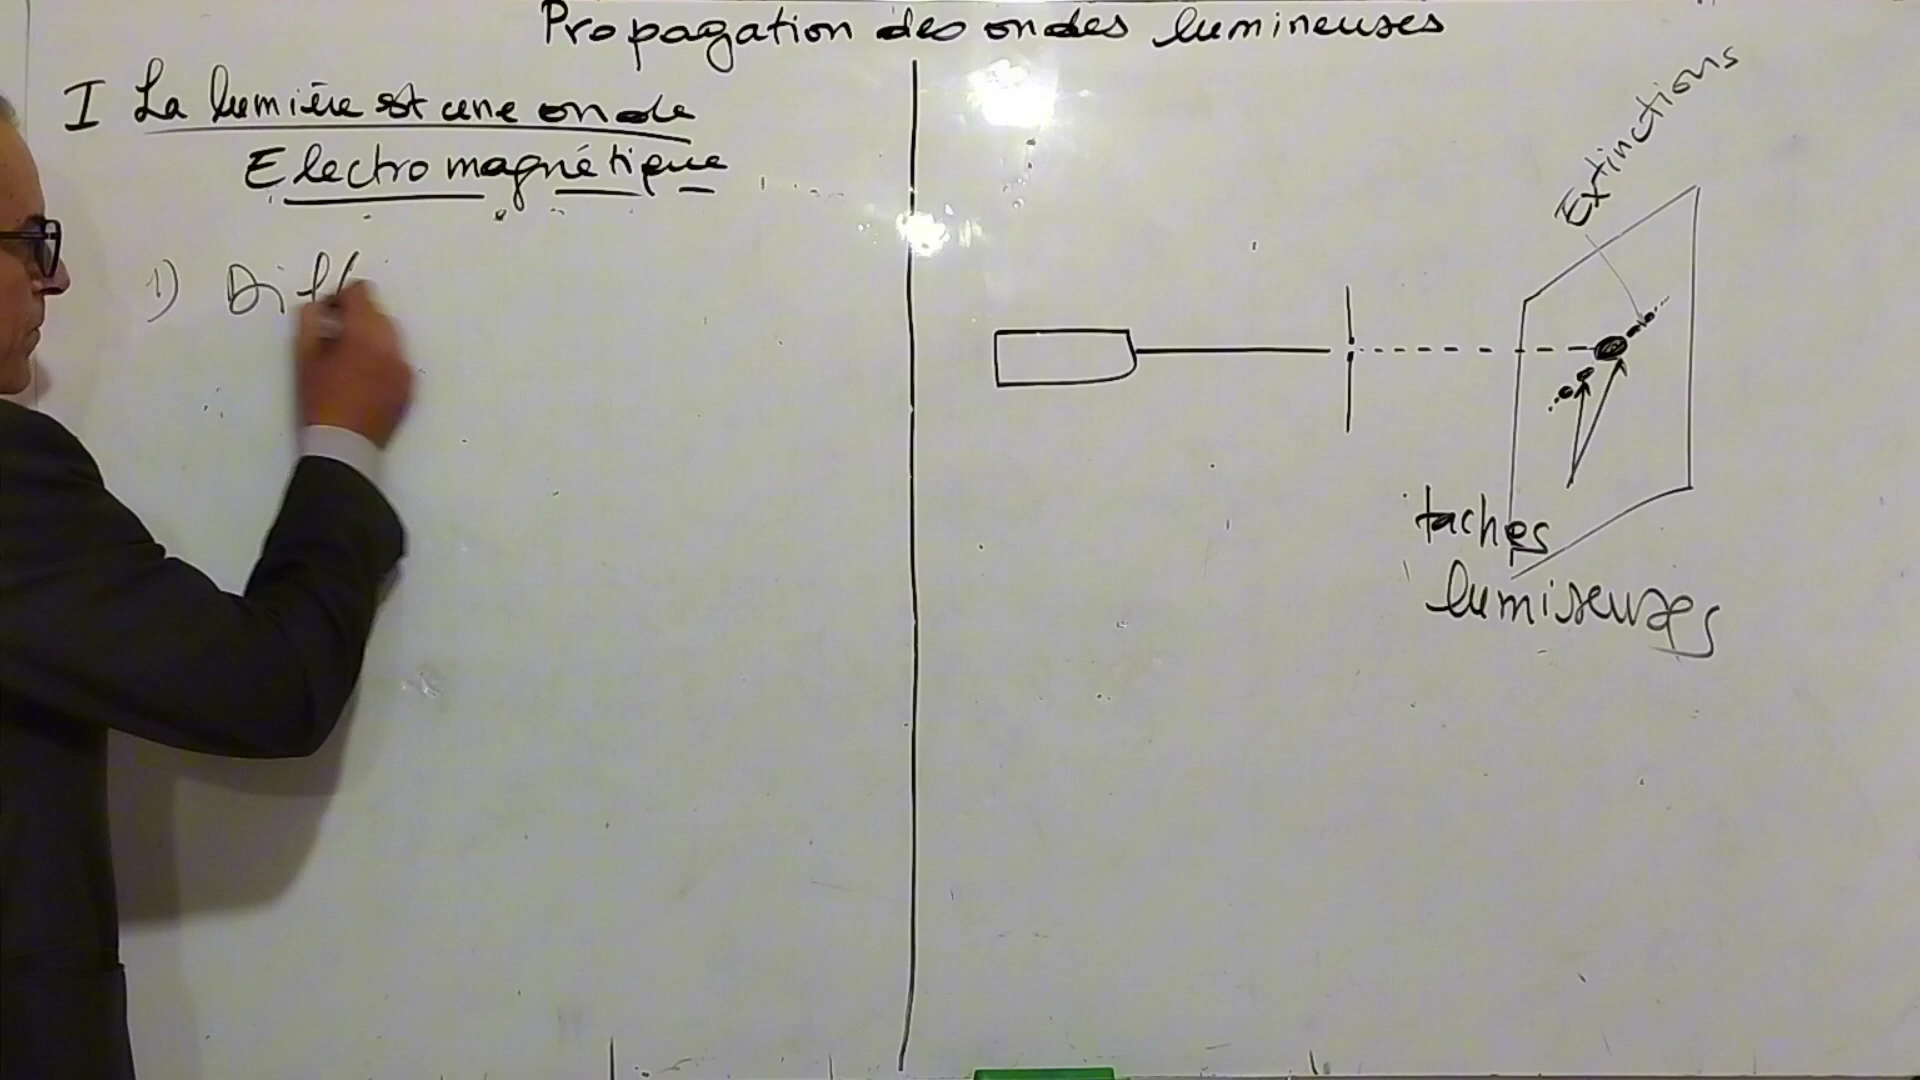 Propagation des ondes lumineuses
I La lumière est une onde
Electromagnétique
1) Diff
Extinctions
taches
lumineuses